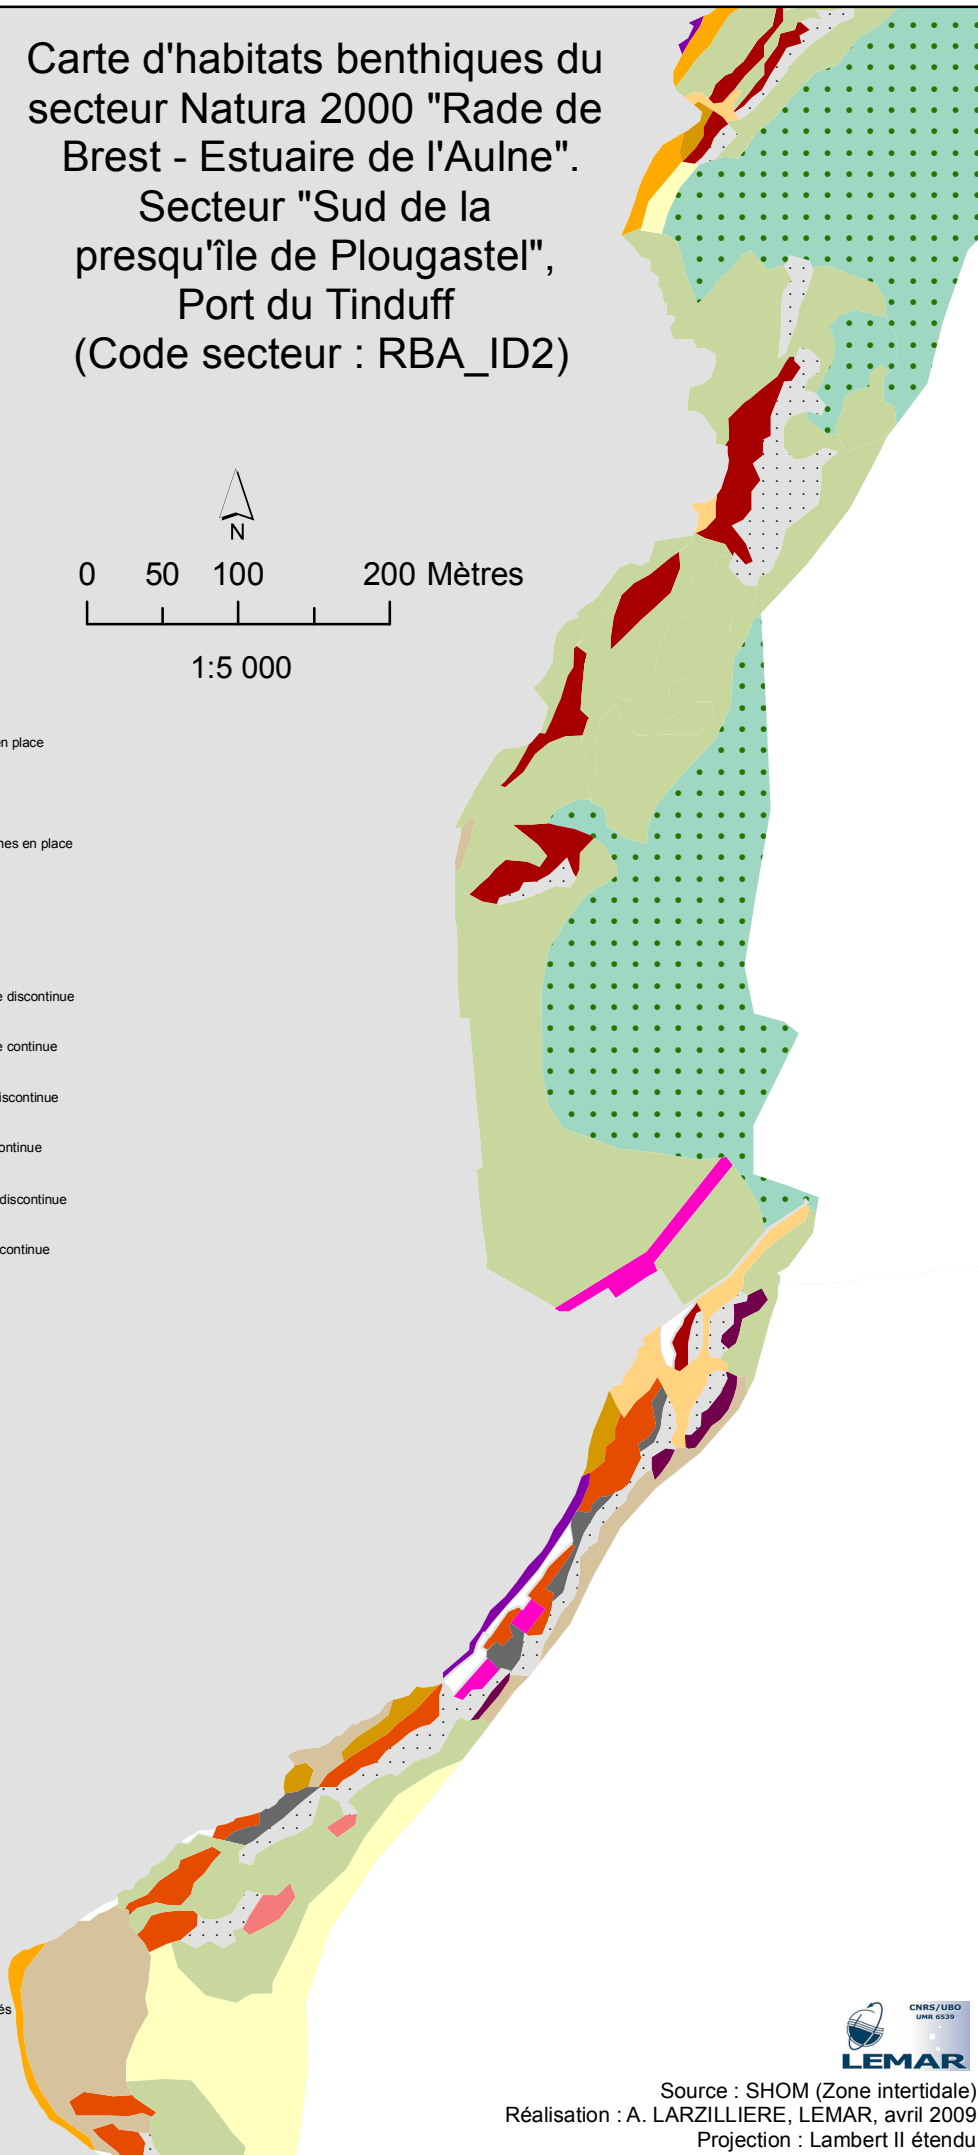 Carte d'habitats benthiques du
secteur Natura 2000 "Rade de
Brest - Estuaire de l'Aulne".
Secteur "Sud de la
presqu'île de Plougastel",
Port du Tinduff
(Code secteur : RBA_ID2)
N
0 50 100 200 Mètres
1:5 000
en place
nes en place
e discontinue
e continue
iscontinue
ontinue
discontinue
continue
és
CNRS/UBO
UMR 6539
LEMAR
Source : SHOM (Zone intertidale)
Réalisation : A. LARZILLIERE, LEMAR, avril 2009
Projection : Lambert II étendu